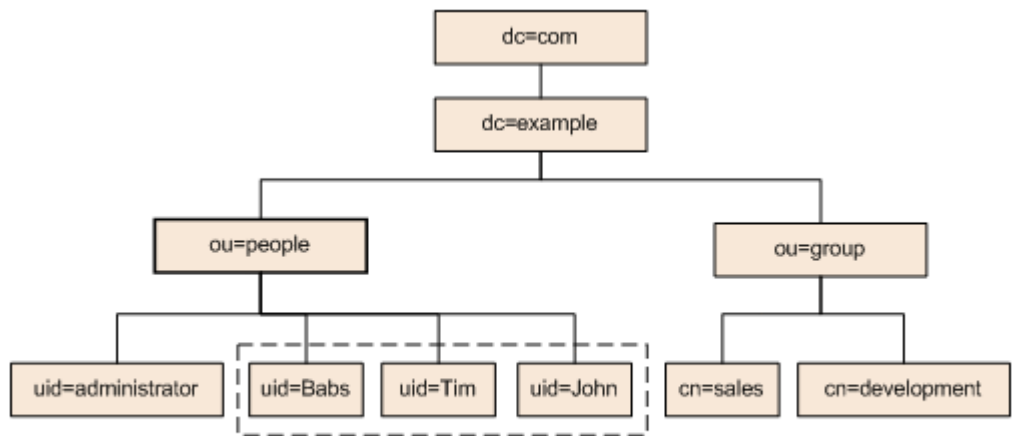 dc=com
dc=example
ou=people
ou=group
uid=administrator
uid=Babs
uid=Tim
uid=John
cn=sales
cn=development